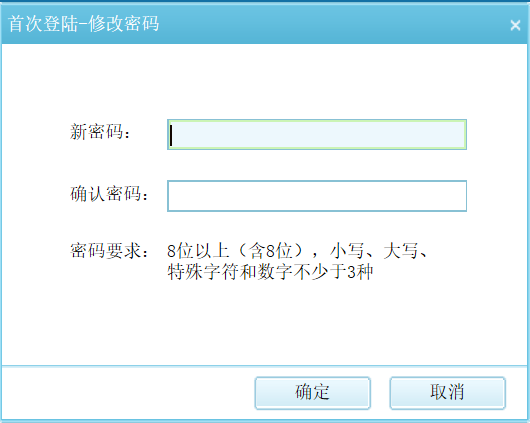 首次登陆-修改密码
新密码：
确认密码：
密码要求： 8位以上（含8位），小写、大写、
特殊字符和数字不少于3种
确定 取消